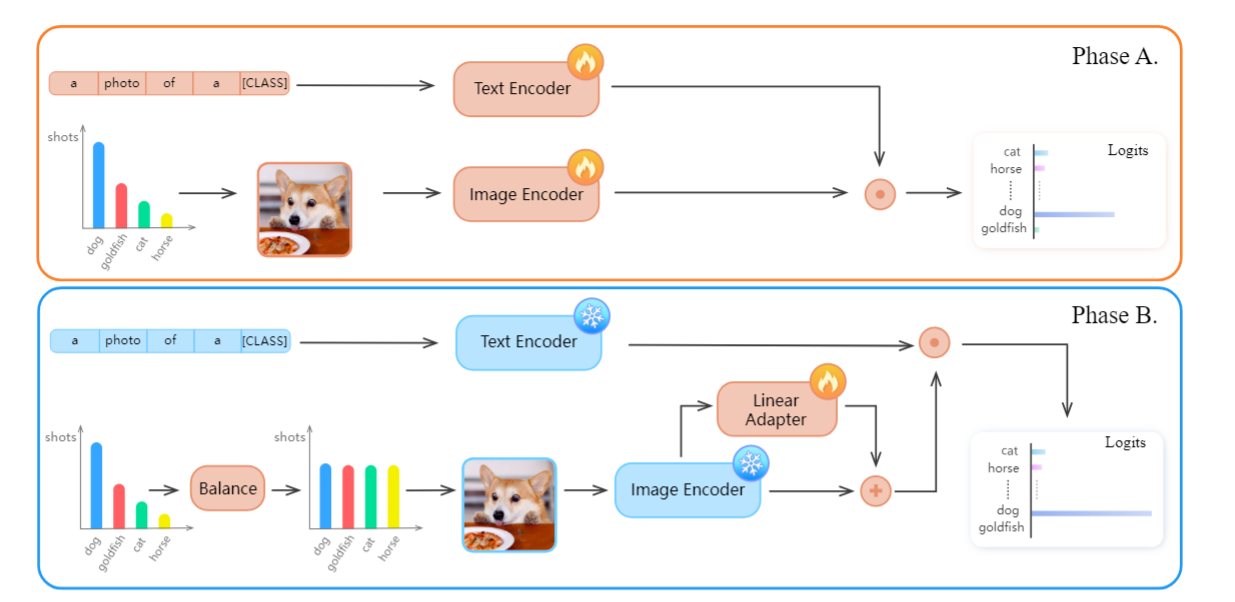 Phase A.
a photo of a [CLASS]
Text Encoder
shots
dog
goldfish
cat
horse
Image Encoder
Logits
cat
horse
dog
goldfish
Phase B.
a photo of a [CLASS]
Text Encoder
Linear
Adapter
shots
dog
goldfish
cat
horse
Balance
shots
dog
goldfish
cat
horse
Image Encoder
Logits
cat
horse
dog
goldfish